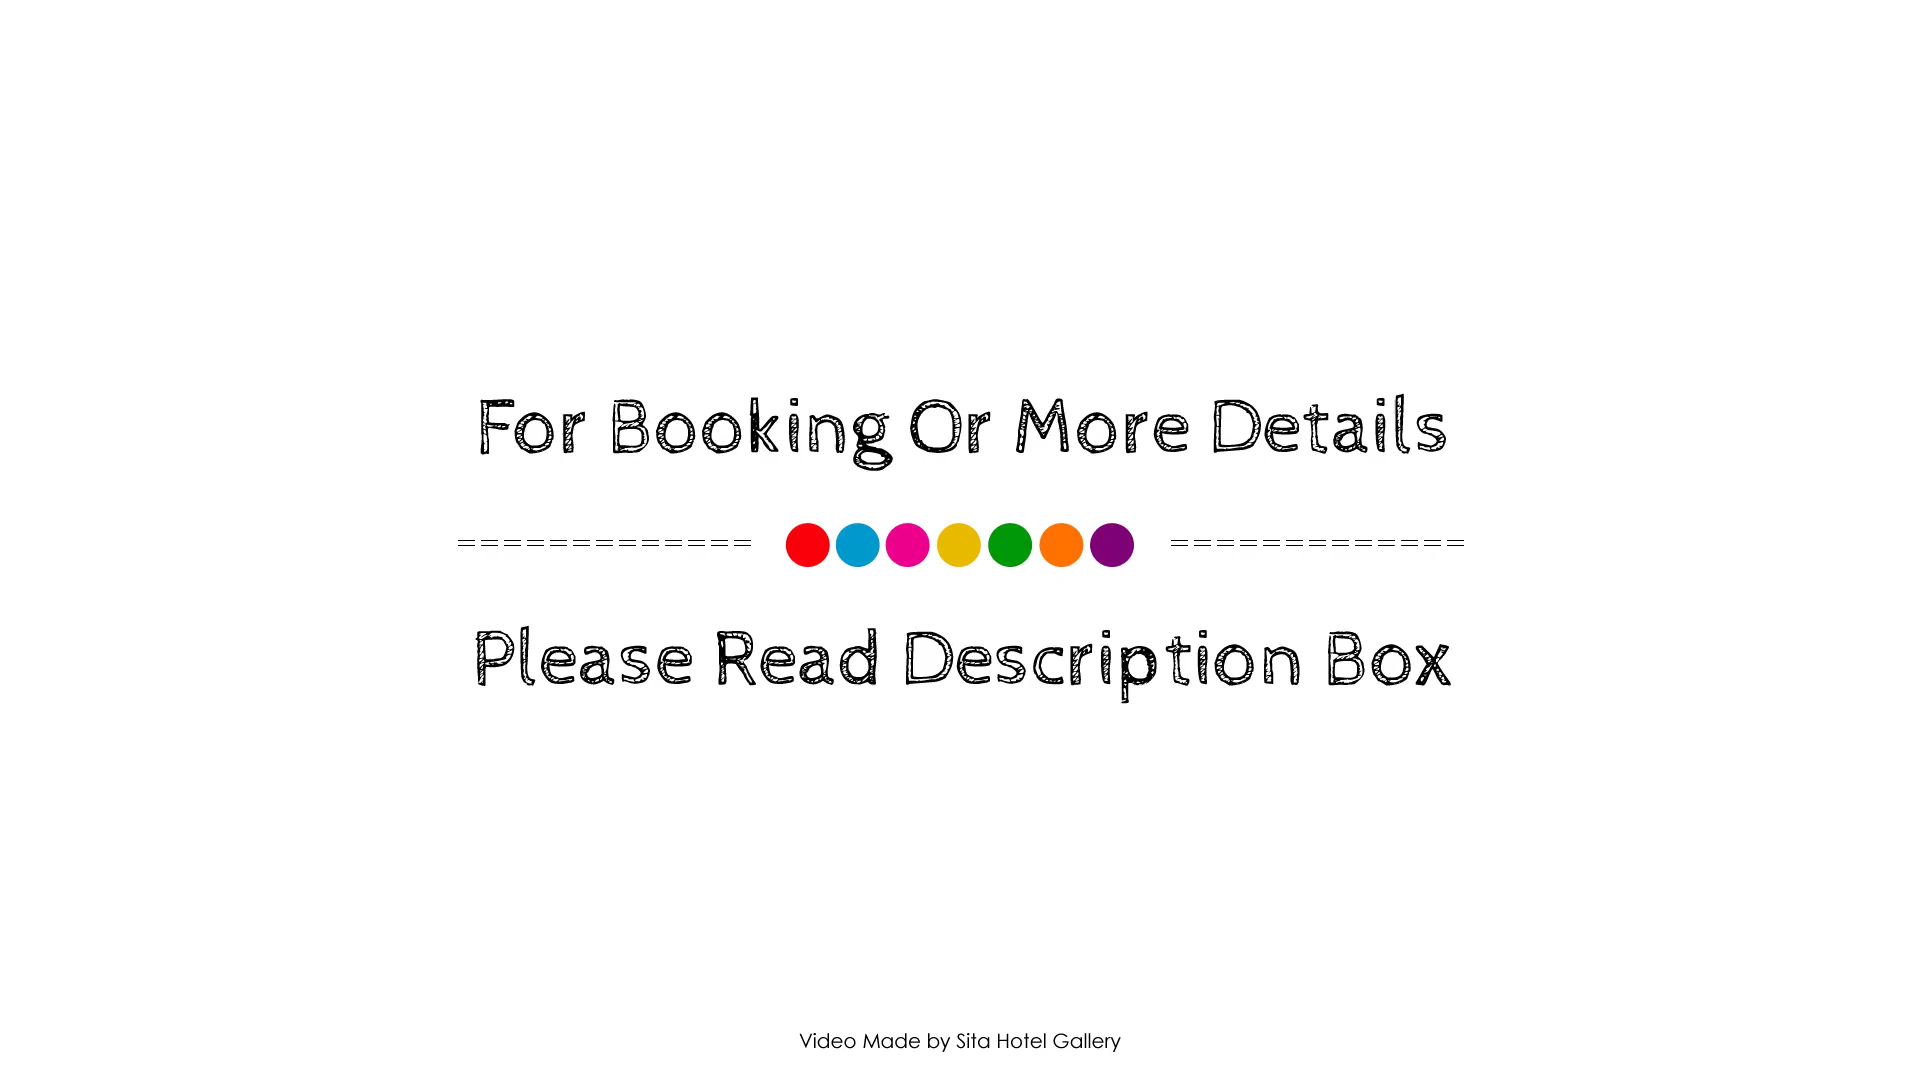 For Booking Or More Details
============= =============
Please Read Description Box
Video Made by Sita Hotel Gallery